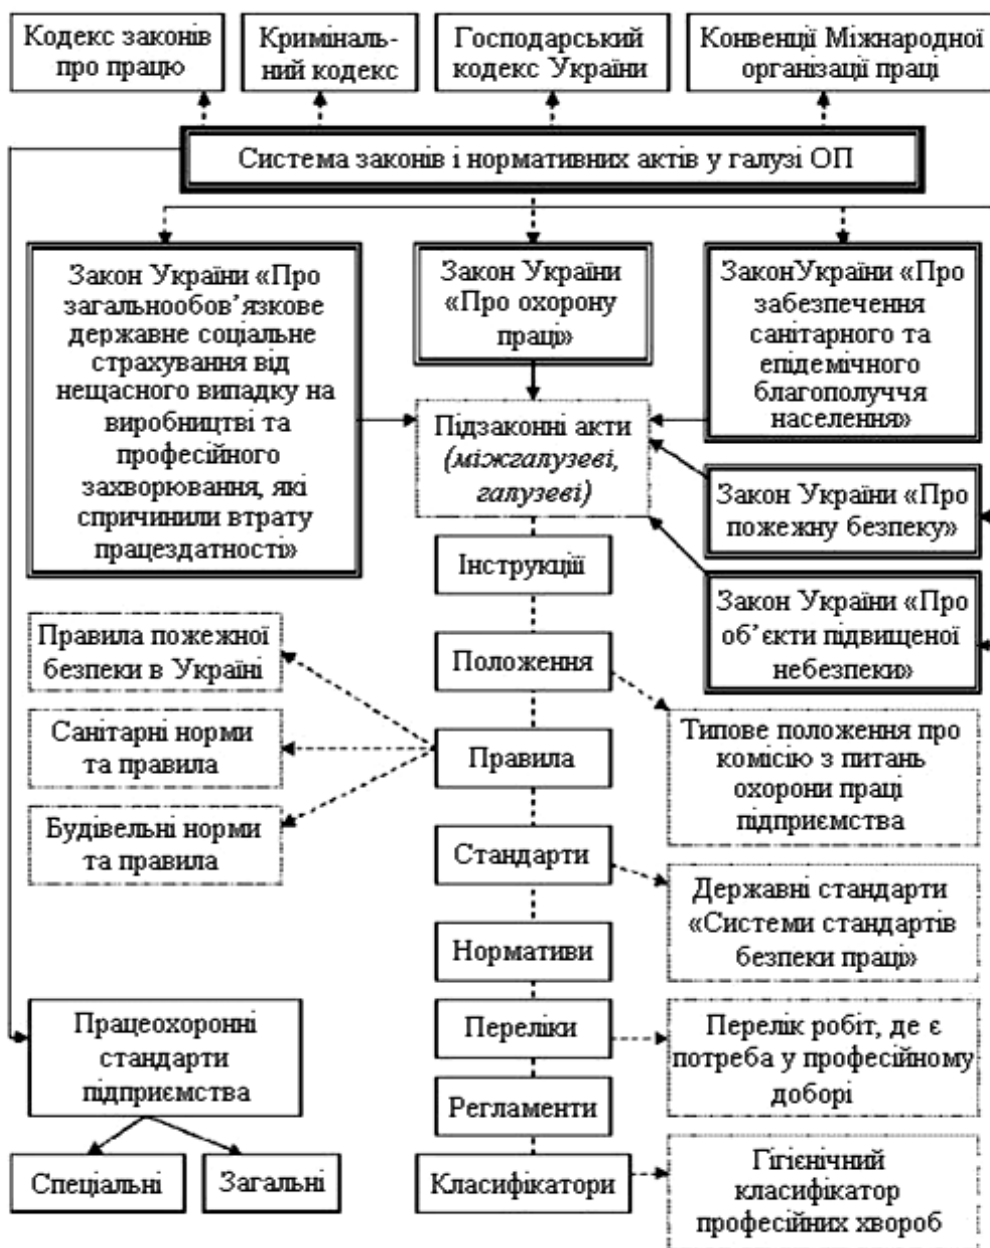 Кодекс законів
про працю
Криміналь-
ний кодекс
Господарський
кодекс України
Конвенції Міжнародної
організації праці
Система законів і нормативних актів у галузі ОП
Закон України «Про
загальнообов’язкове
державне соціальне
страхування від
нещасного випадку на
виробництві та
професійного
захворювання, які
спричинили втрату
працездатності»
Закон України
«Про охорону
праці»
ЗаконУкраїни «Про
забезпечення
санітарного та
епідемічного
благополуччя
населення»
Підзаконні акти
(міжгалузеві,
галузеві)
Закон України «Про
пожежну безпеку»
Закон України «Про
об’єкти підвищеної
небезпеки»
Інструкціїї
Положення
Правила
Стандарти
Нормативи
Переліки
Регламенти
Класифікатори
Правила пожежної
безпеки в Україні
Санітарні норми
та правила
Будівельні норми
та правила
Типове положення про
комісію з питань
охорони праці
підприємства
Державні стандарти
«Системи стандартів
безпеки праці»
Перелік робіт, де є
потреба у професійному
доборі
Гігієнічний
класифікатор
професійних хвороб
Працеохоронні
стандарти
підприємства
Спеціальні
Загальні